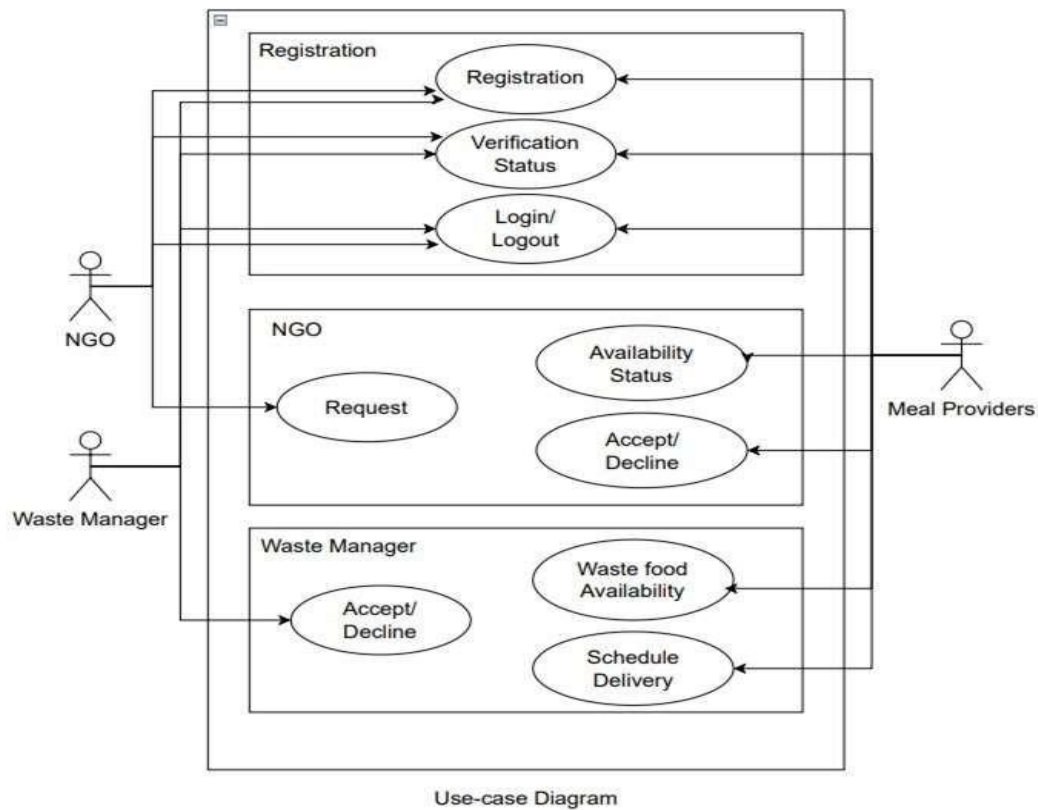 Registration
Registration
Verification
Status
Login/
Logout
NGO
NGO
Availability
Status
Request
Meal Providers
Accept/
Decline
Waste Manager
Waste Manager
Waste food
Availability
Accept/
Decline
Schedule
Delivery
Use-case Diagram